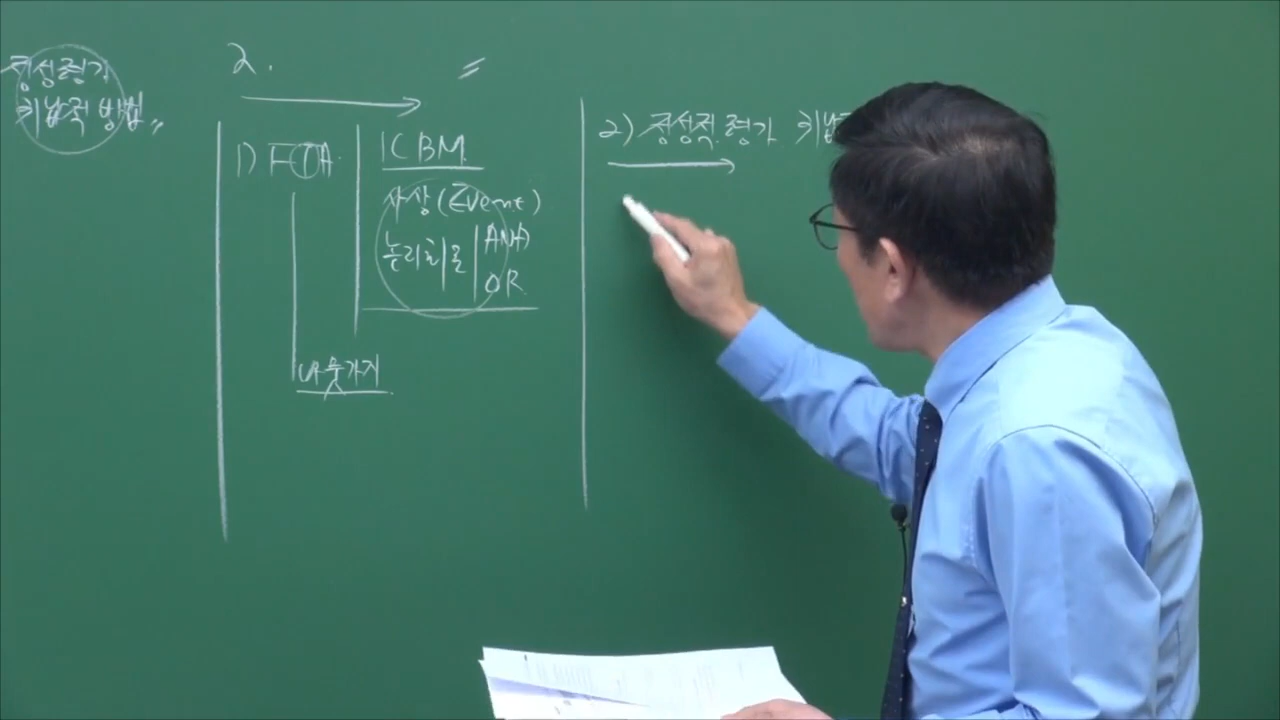 정성평가
귀납적 방법〃
2. 〃
1) FTA
ICBM
사상(Event)
논리회로 AND
OR
나뭇가지
2) 정성적 평가 귀납